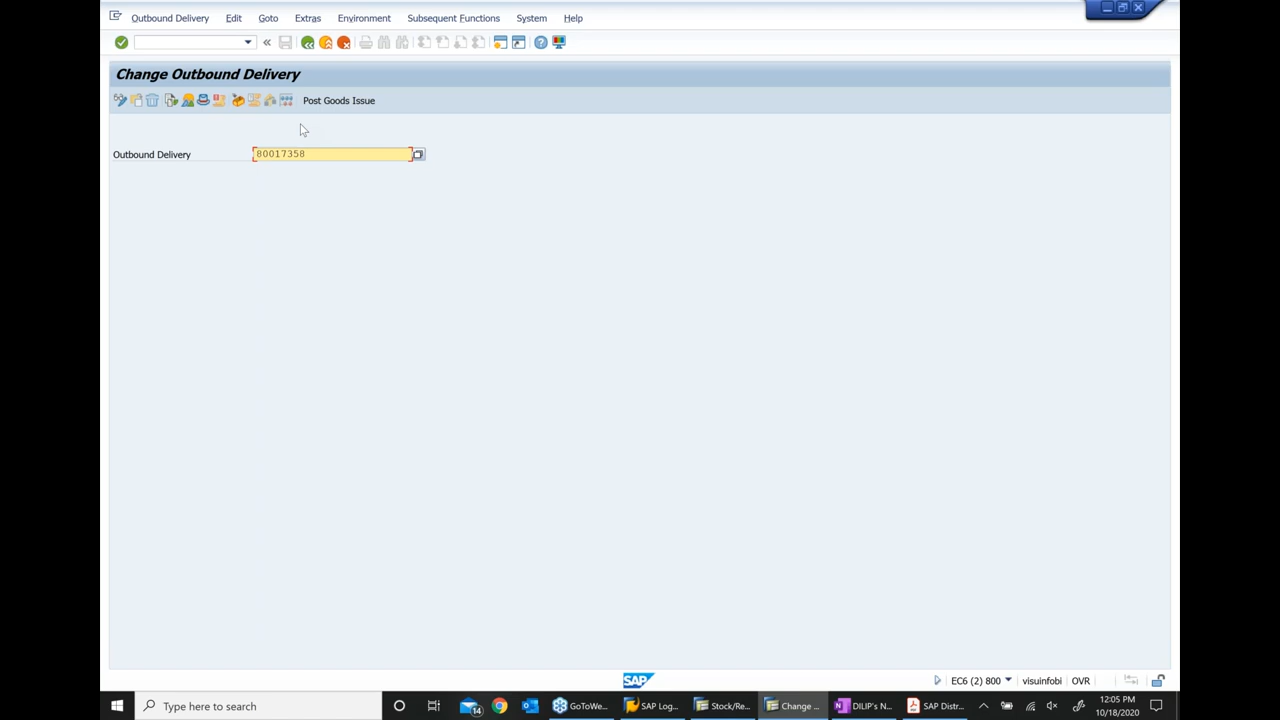 Outbound Delivery Edit Goto Extras Environment Subsequent Functions System Help
Change Outbound Delivery
Post Goods Issue
Outbound Delivery 80017358
SAP
EC6 (2) 800 visuinfobi OVR
Type here to search
14
GoToWe...
SAP Log...
Stock/Re...
Change ...
DILIP's N...
SAP Distr...
12:05 PM
10/18/2020